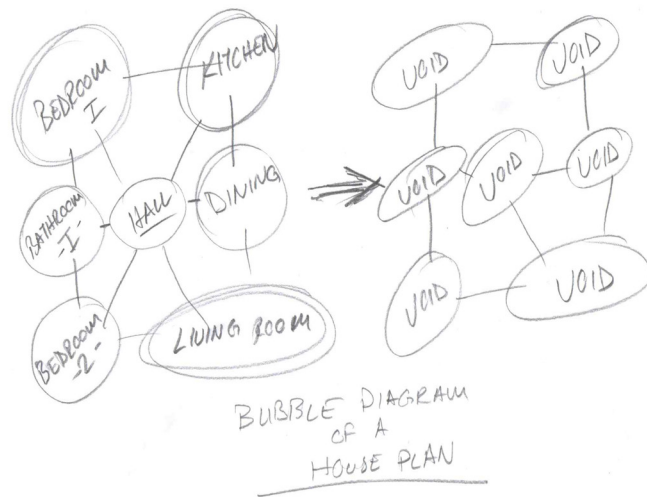 BEDROOM
I
KITCHEN
BATHROOM
-I-
HALL
DINING
BEDROOM
-2-
LIVING ROOM
VOID
VOID
VOID
VOID
VOID
VOID
VOID
BUBBLE DIAGRAM
OF A
HOUSE PLAN